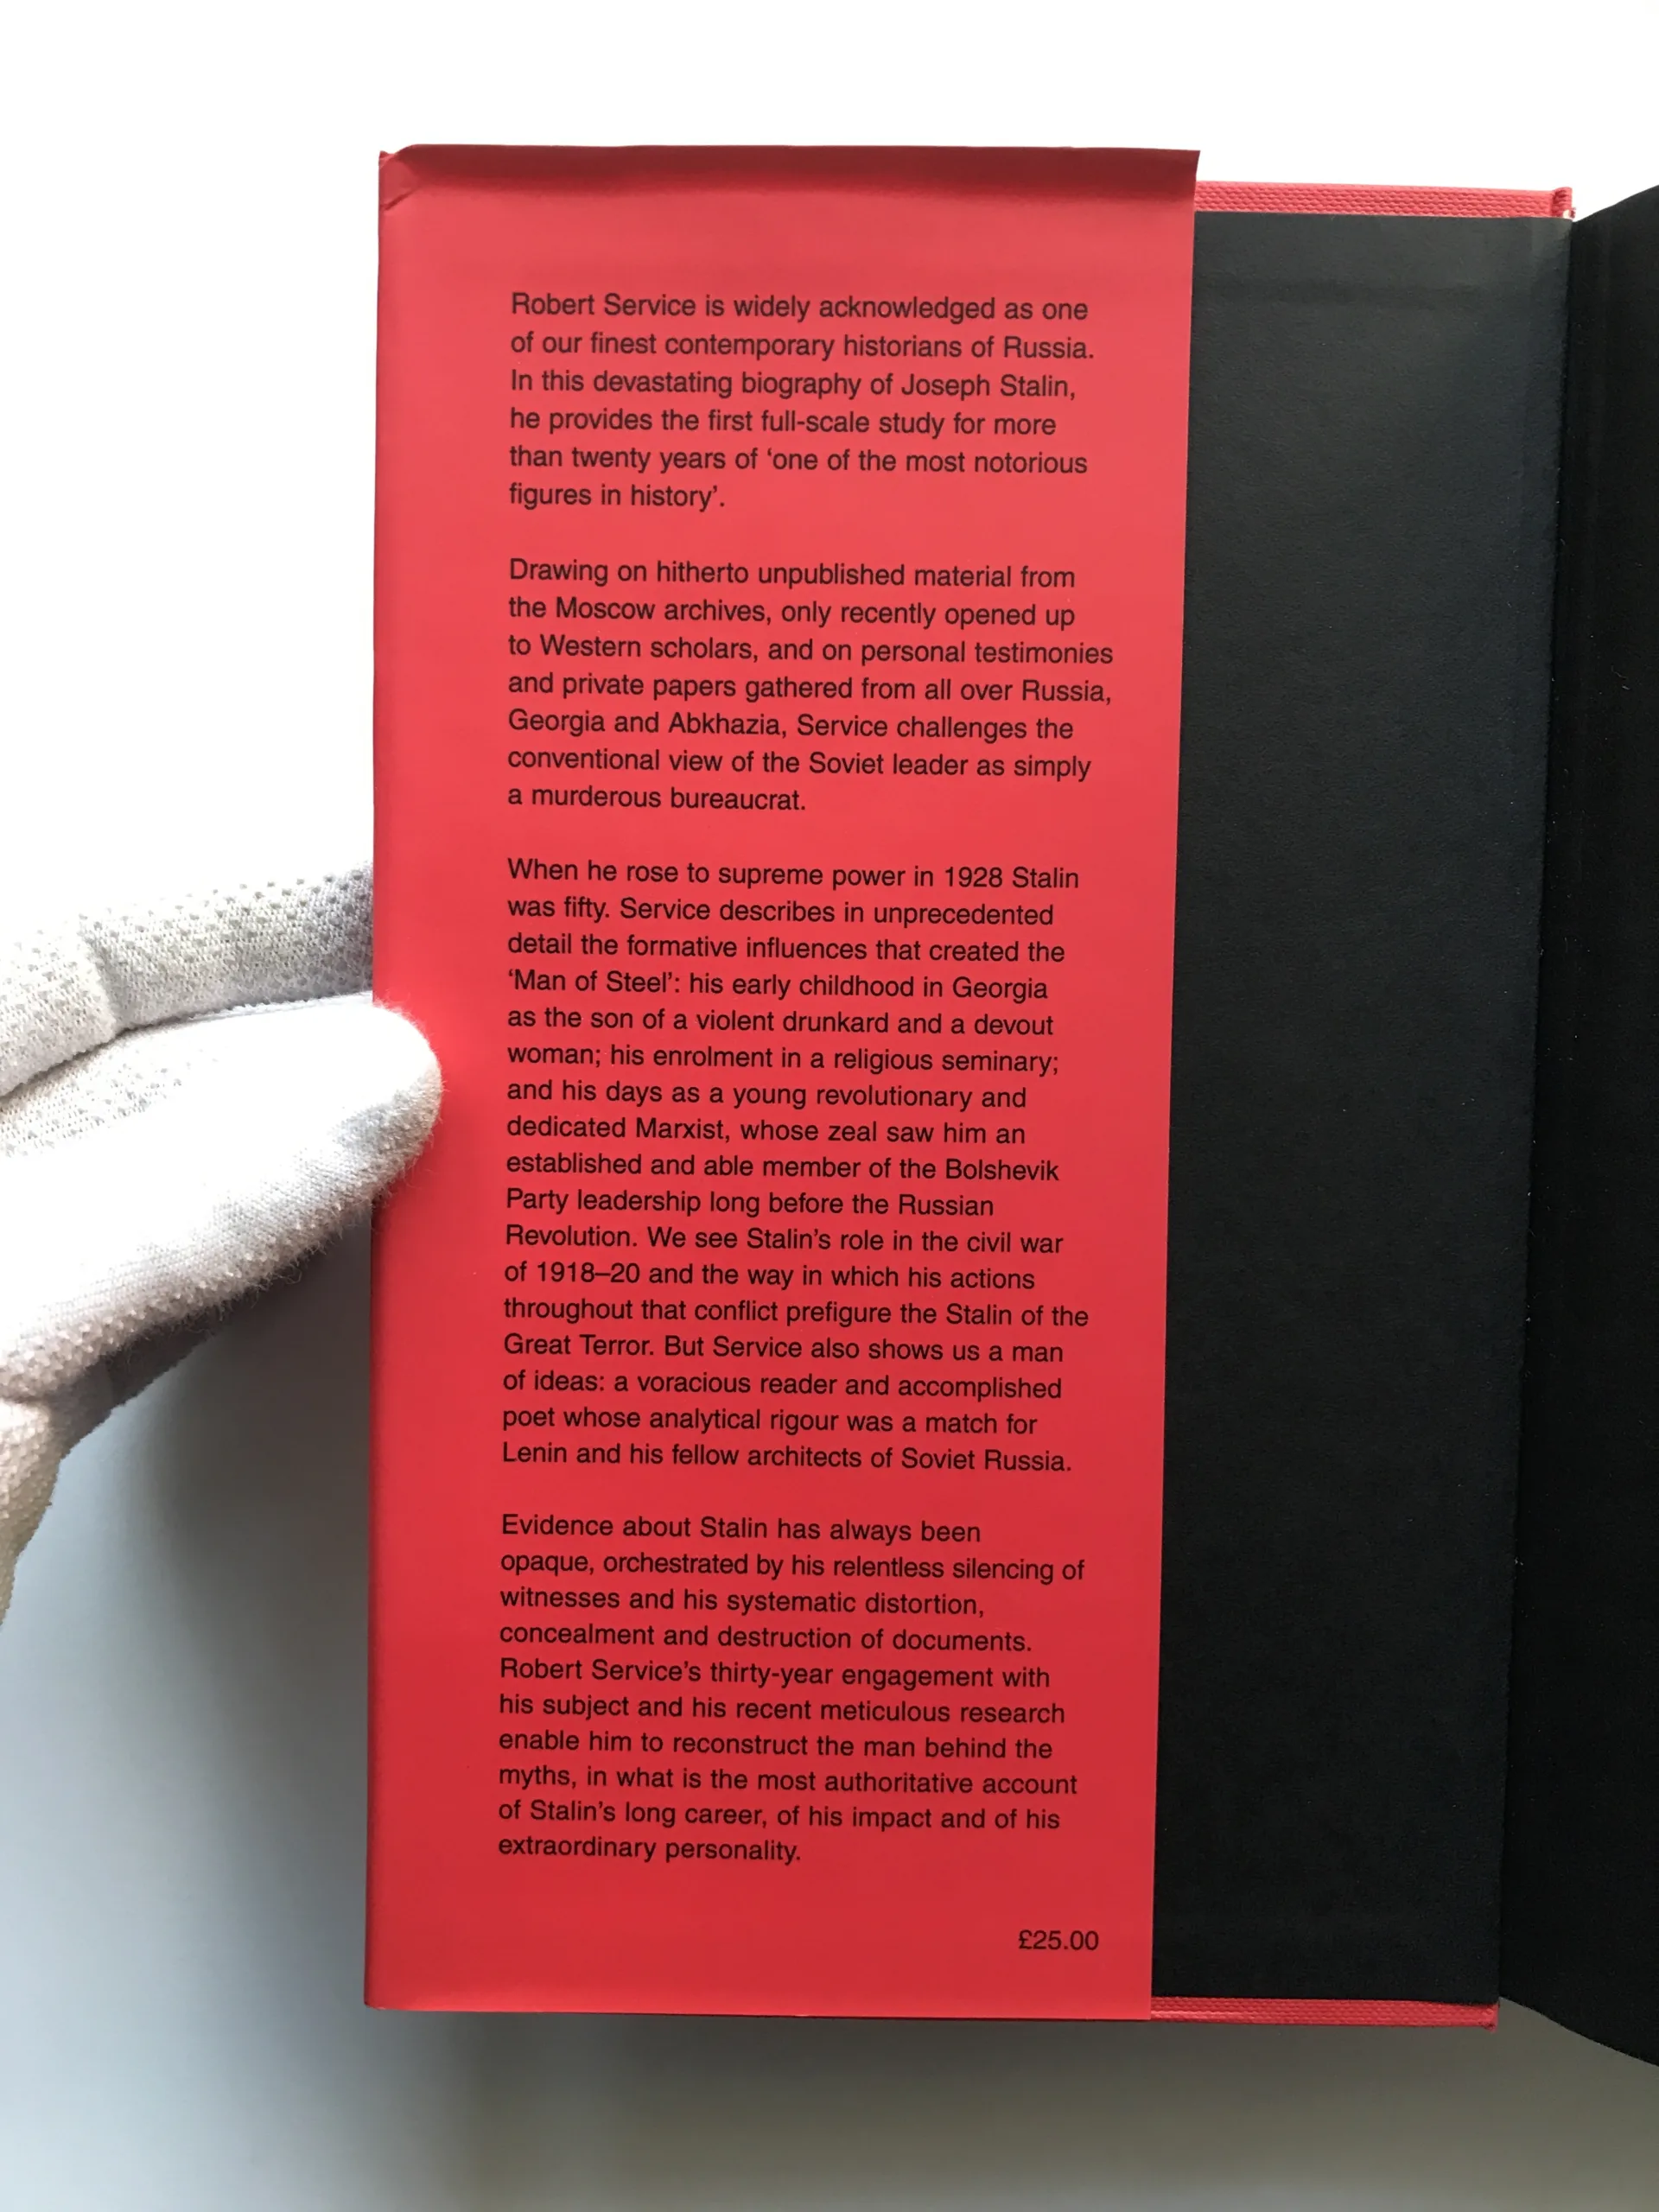 Robert Service is widely acknowledged as one
of our finest contemporary historians of Russia.
In this devastating biography of Joseph Stalin,
he provides the first full-scale study for more
than twenty years of ‘one of the most notorious
figures in history’.
Drawing on hitherto unpublished material from
the Moscow archives, only recently opened up
to Western scholars, and on personal testimonies
and private papers gathered from all over Russia,
Georgia and Abkhazia, Service challenges the
conventional view of the Soviet leader as simply
a murderous bureaucrat.
When he rose to supreme power in 1928 Stalin
was fifty. Service describes in unprecedented
detail the formative influences that created the
‘Man of Steel’: his early childhood in Georgia
as the son of a violent drunkard and a devout
woman; his enrolment in a religious seminary;
and his days as a young revolutionary and
dedicated Marxist, whose zeal saw him an
established and able member of the Bolshevik
Party leadership long before the Russian
Revolution. We see Stalin’s role in the civil war
of 1918–20 and the way in which his actions
throughout that conflict prefigure the Stalin of the
Great Terror. But Service also shows us a man
of ideas: a voracious reader and accomplished
poet whose analytical rigour was a match for
Lenin and his fellow architects of Soviet Russia.
Evidence about Stalin has always been
opaque, orchestrated by his relentless silencing of
witnesses and his systematic distortion,
concealment and destruction of documents.
Robert Service’s thirty-year engagement with
his subject and his recent meticulous research
enable him to reconstruct the man behind the
myths, in what is the most authoritative account
of Stalin’s long career, of his impact and of his
extraordinary personality.
£25.00